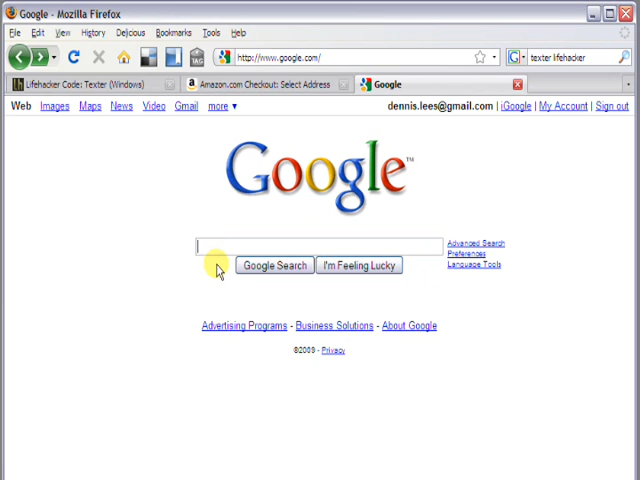 Google - Mozilla Firefox
File Edit View History Delicious Bookmarks Tools Help
TAG http://www.google.com/ G texter lifehacker
Lifehacker Code: Texter (Windows) a Amazon.com Checkout: Select Address Google
Web Images Maps News Video Gmail more ▼ dennis.lees@gmail.com | iGoogle | My Account | Sign out
Google™
Advanced Search
Preferences
Language Tools
Google Search I'm Feeling Lucky
Advertising Programs - Business Solutions - About Google
©2009 - Privacy